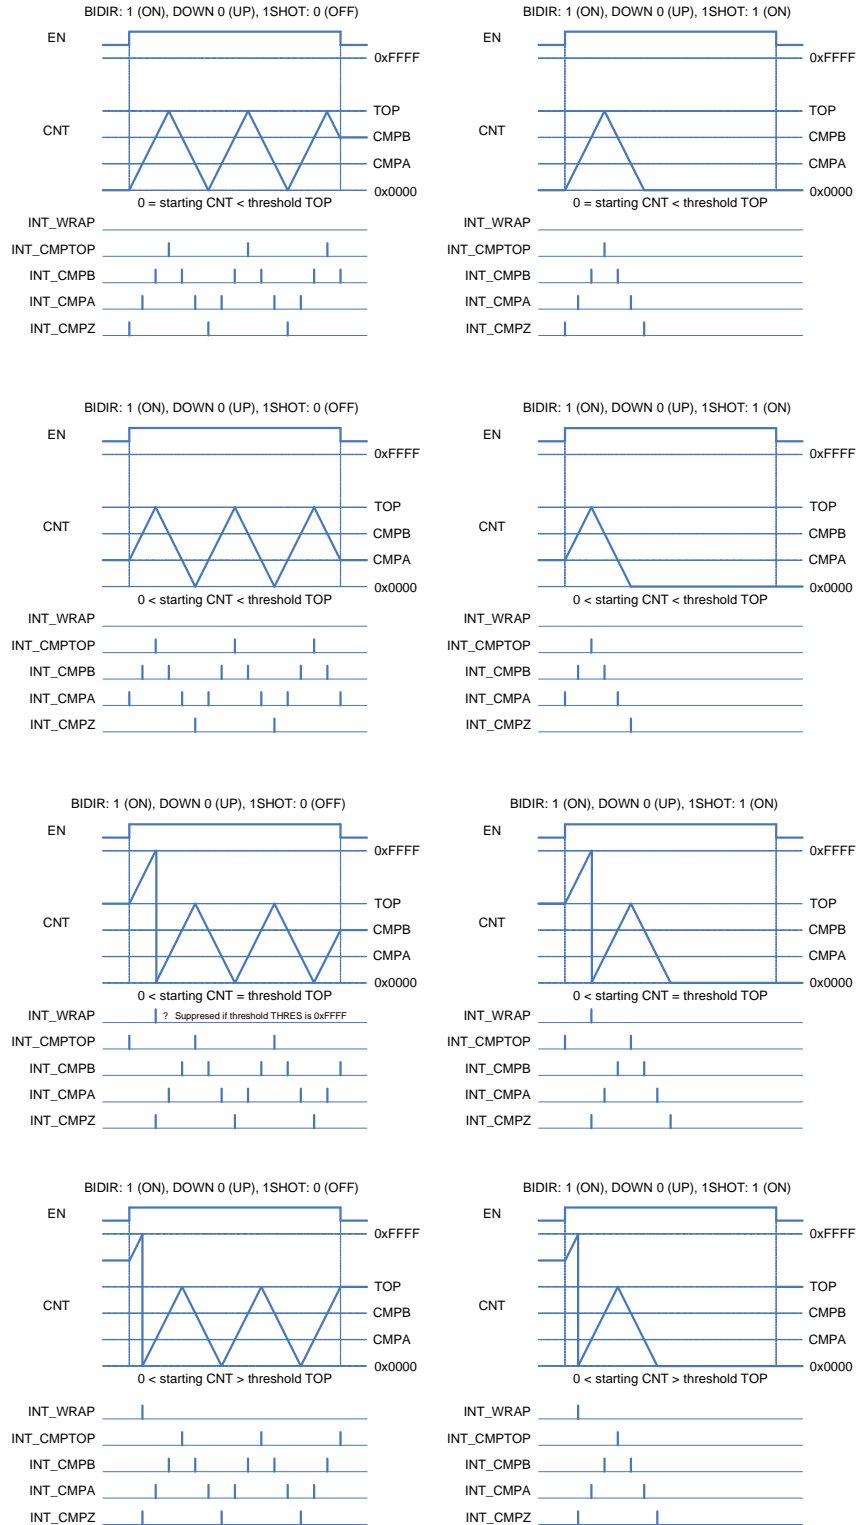 BIDIR: 1 (ON), DOWN 0 (UP), 1SHOT: 0 (OFF)
EN
0xFFFF
TOP
CNT
CMPB
CMPA
0x0000
0 = starting CNT < threshold TOP
INT_WRAP
INT_CMPTOP
INT_CMPB
INT_CMPA
INT_CMPZ
BIDIR: 1 (ON), DOWN 0 (UP), 1SHOT: 1 (ON)
EN
0xFFFF
TOP
CNT
CMPB
CMPA
0x0000
0 = starting CNT < threshold TOP
INT_WRAP
INT_CMPTOP
INT_CMPB
INT_CMPA
INT_CMPZ
BIDIR: 1 (ON), DOWN 0 (UP), 1SHOT: 0 (OFF)
EN
0xFFFF
TOP
CNT
CMPB
CMPA
0x0000
0 < starting CNT < threshold TOP
INT_WRAP
INT_CMPTOP
INT_CMPB
INT_CMPA
INT_CMPZ
BIDIR: 1 (ON), DOWN 0 (UP), 1SHOT: 1 (ON)
EN
0xFFFF
TOP
CNT
CMPB
CMPA
0x0000
0 < starting CNT < threshold TOP
INT_WRAP
INT_CMPTOP
INT_CMPB
INT_CMPA
INT_CMPZ
BIDIR: 1 (ON), DOWN 0 (UP), 1SHOT: 0 (OFF)
EN
0xFFFF
TOP
CNT
CMPB
CMPA
0x0000
0 < starting CNT = threshold TOP
INT_WRAP
? Suppresed if threshold THRES is 0xFFFF
INT_CMPTOP
INT_CMPB
INT_CMPA
INT_CMPZ
BIDIR: 1 (ON), DOWN 0 (UP), 1SHOT: 1 (ON)
EN
0xFFFF
TOP
CNT
CMPB
CMPA
0x0000
0 < starting CNT = threshold TOP
INT_WRAP
INT_CMPTOP
INT_CMPB
INT_CMPA
INT_CMPZ
BIDIR: 1 (ON), DOWN 0 (UP), 1SHOT: 0 (OFF)
EN
0xFFFF
TOP
CNT
CMPB
CMPA
0x0000
0 < starting CNT > threshold TOP
INT_WRAP
INT_CMPTOP
INT_CMPB
INT_CMPA
INT_CMPZ
BIDIR: 1 (ON), DOWN 0 (UP), 1SHOT: 1 (ON)
EN
0xFFFF
TOP
CNT
CMPB
CMPA
0x0000
0 < starting CNT > threshold TOP
INT_WRAP
INT_CMPTOP
INT_CMPB
INT_CMPA
INT_CMPZ